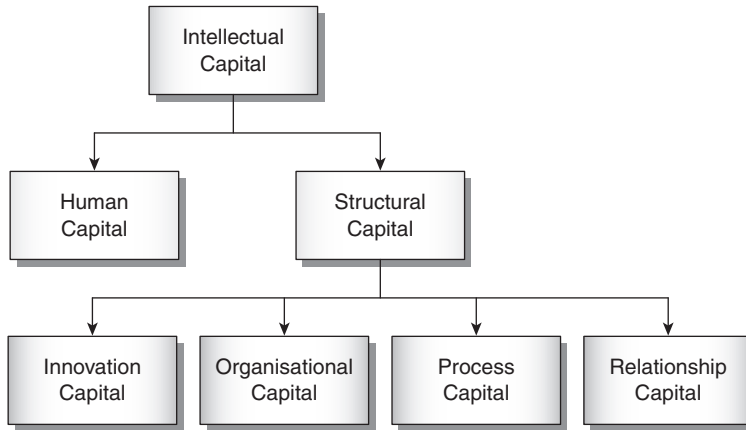 Intellectual
Capital
Human
Capital
Structural
Capital
Innovation
Capital
Organisational
Capital
Process
Capital
Relationship
Capital